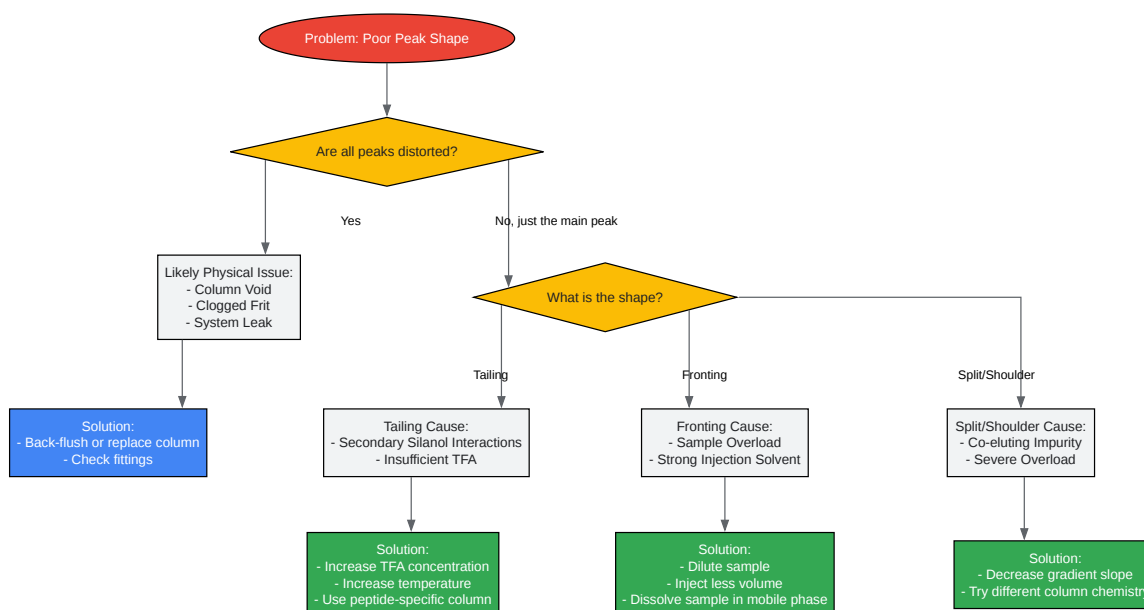 Problem: Poor Peak Shape
Are all peaks distorted?
Yes
No, just the main peak
Likely Physical Issue:
- Column Void
- Clogged Frit
- System Leak
What is the shape?
Tailing
Fronting
Split/Shoulder
Solution:
- Back-flush or replace column
- Check fittings
Tailing Cause:
- Secondary Silanol Interactions
- Insufficient TFA
Fronting Cause:
- Sample Overload
- Strong Injection Solvent
Split/Shoulder Cause:
- Co-eluting Impurity
- Severe Overload
Solution:
- Increase TFA concentration
- Increase temperature
- Use peptide-specific column
Solution:
- Dilute sample
- Inject less volume
- Dissolve sample in mobile phase
Solution:
- Decrease gradient slope
- Try different column chemistry